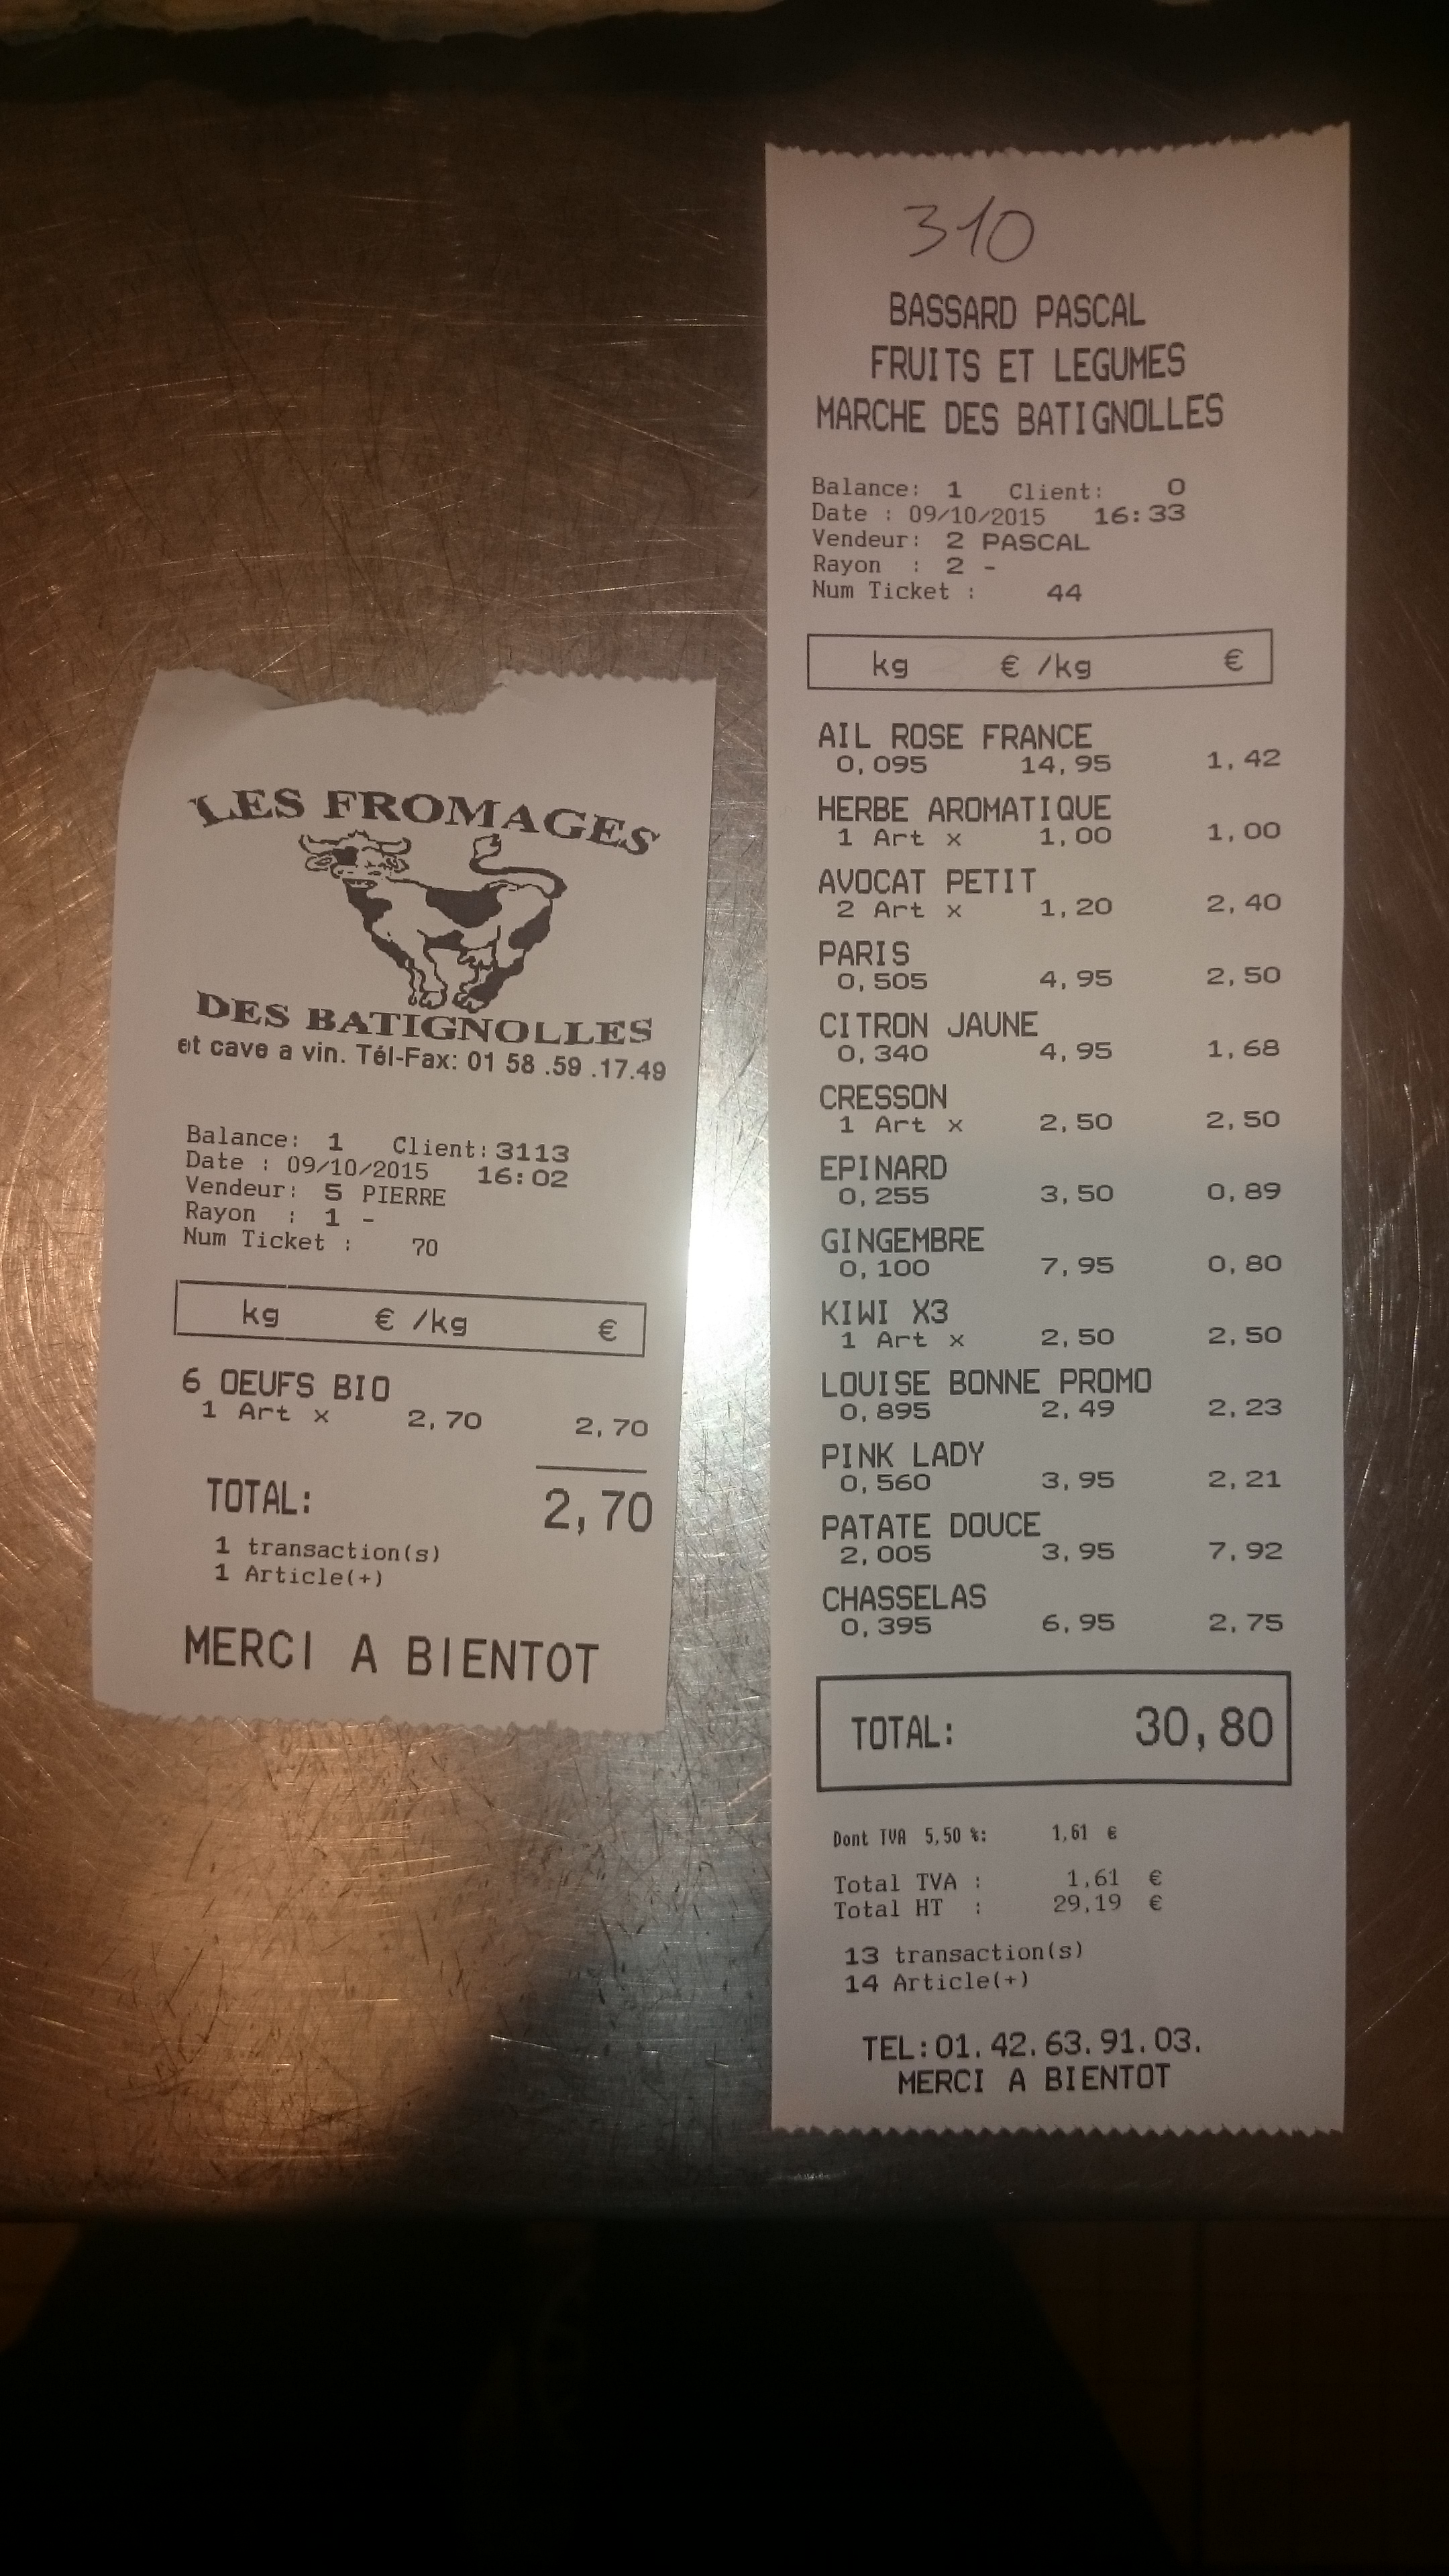 LES FROMAGES
DES BATIGNOLLES
et cave a vin. Tél-Fax: 01 58 .59 .17.49
Balance: 1 Client: 3113
Date : 09/10/2015 16:02
Vendeur: 5 PIERRE
Rayon : 1 -
Num Ticket : 70
kg € /kg €
6 OEUFS BIO
1 Art x 2,70 2,70
TOTAL: 2,70
1 transaction(s)
1 Article(+)
MERCI A BIENTOT
310
BASSARD PASCAL
FRUITS ET LEGUMES
MARCHE DES BATIGNOLLES
Balance: 1 Client: 0
Date : 09/10/2015 16:33
Vendeur: 2 PASCAL
Rayon : 2 -
Num Ticket : 44
kg € /kg €
AIL ROSE FRANCE
0,095 14,95 1,42
HERBE AROMATIQUE
1 Art x 1,00 1,00
AVOCAT PETIT
2 Art x 1,20 2,40
PARIS
0,505 4,95 2,50
CITRON JAUNE
0,340 4,95 1,68
CRESSON
1 Art x 2,50 2,50
EPINARD
0,255 3,50 0,89
GINGEMBRE
0,100 7,95 0,80
KIWI X3
1 Art x 2,50 2,50
LOUISE BONNE PROMO
0,895 2,49 2,23
PINK LADY
0,560 3,95 2,21
PATATE DOUCE
2,005 3,95 7,92
CHASSELAS
0,395 6,95 2,75
TOTAL: 30,80
Dont TVA 5,50 %: 1,61 €
Total TVA : 1,61 €
Total HT : 29,19 €
13 transaction(s)
14 Article(+)
TEL:01.42.63.91.03.
MERCI A BIENTOT